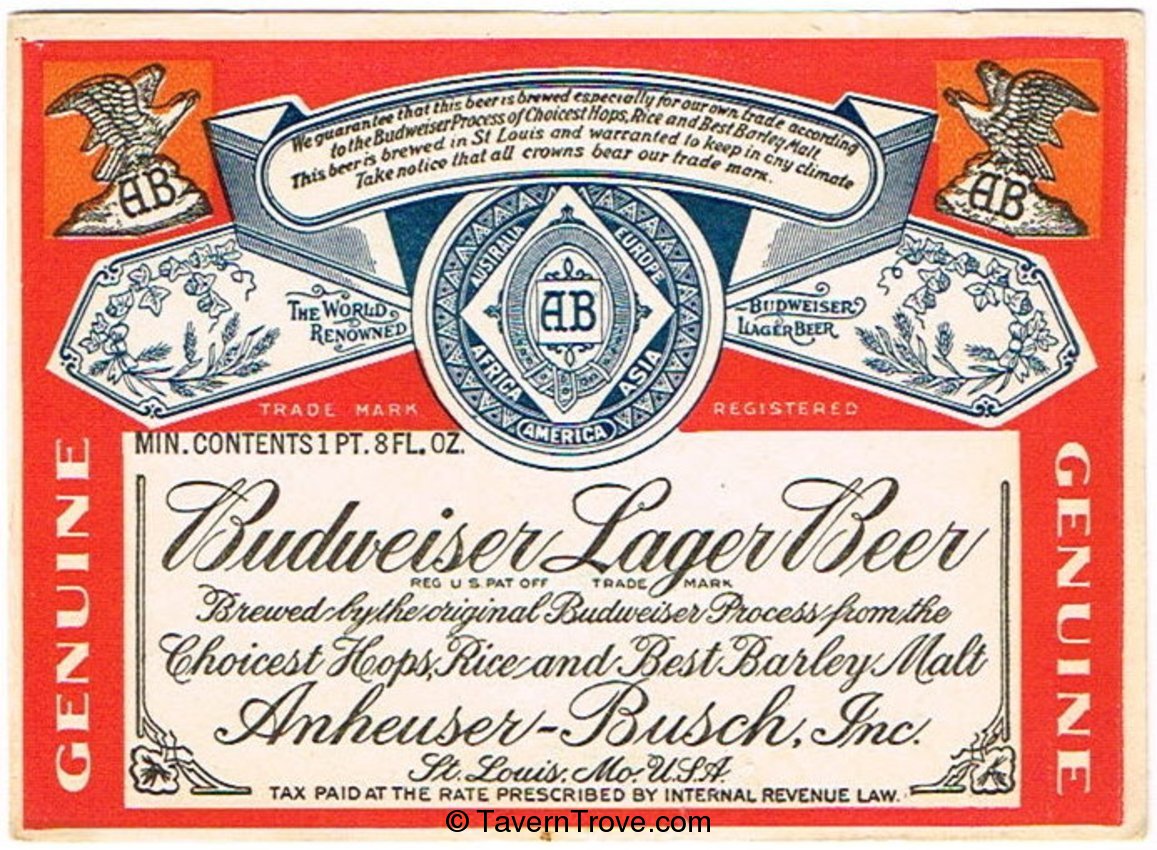 We guarantee that this beer is brewed especially for our own trade according
to the Budweiser Process of Choicest Hops, Rice and Best Barley Malt.
This beer is brewed in St Louis and warranted to keep in any climate
Take notice that all crowns bear our trade mark.
AB
AB
AUSTRALIA
EUROPE
AB
AFRICA
ASIA
AMERICA
THE WORLD
RENOWNED
BUDWEISER
LAGER BEER
TRADE MARK
REGISTERED
GENUINE
GENUINE
MIN. CONTENTS 1 PT. 8 FL. OZ.
Budweiser Lager Beer
REG U S. PAT OFF TRADE MARK
Brewed by the original Budweiser Process from the
Choicest Hops, Rice and Best Barley Malt
Anheuser-Busch, Inc.
St. Louis, Mo. U.S.A.
TAX PAID AT THE RATE PRESCRIBED BY INTERNAL REVENUE LAW.
© TavernTrove.com